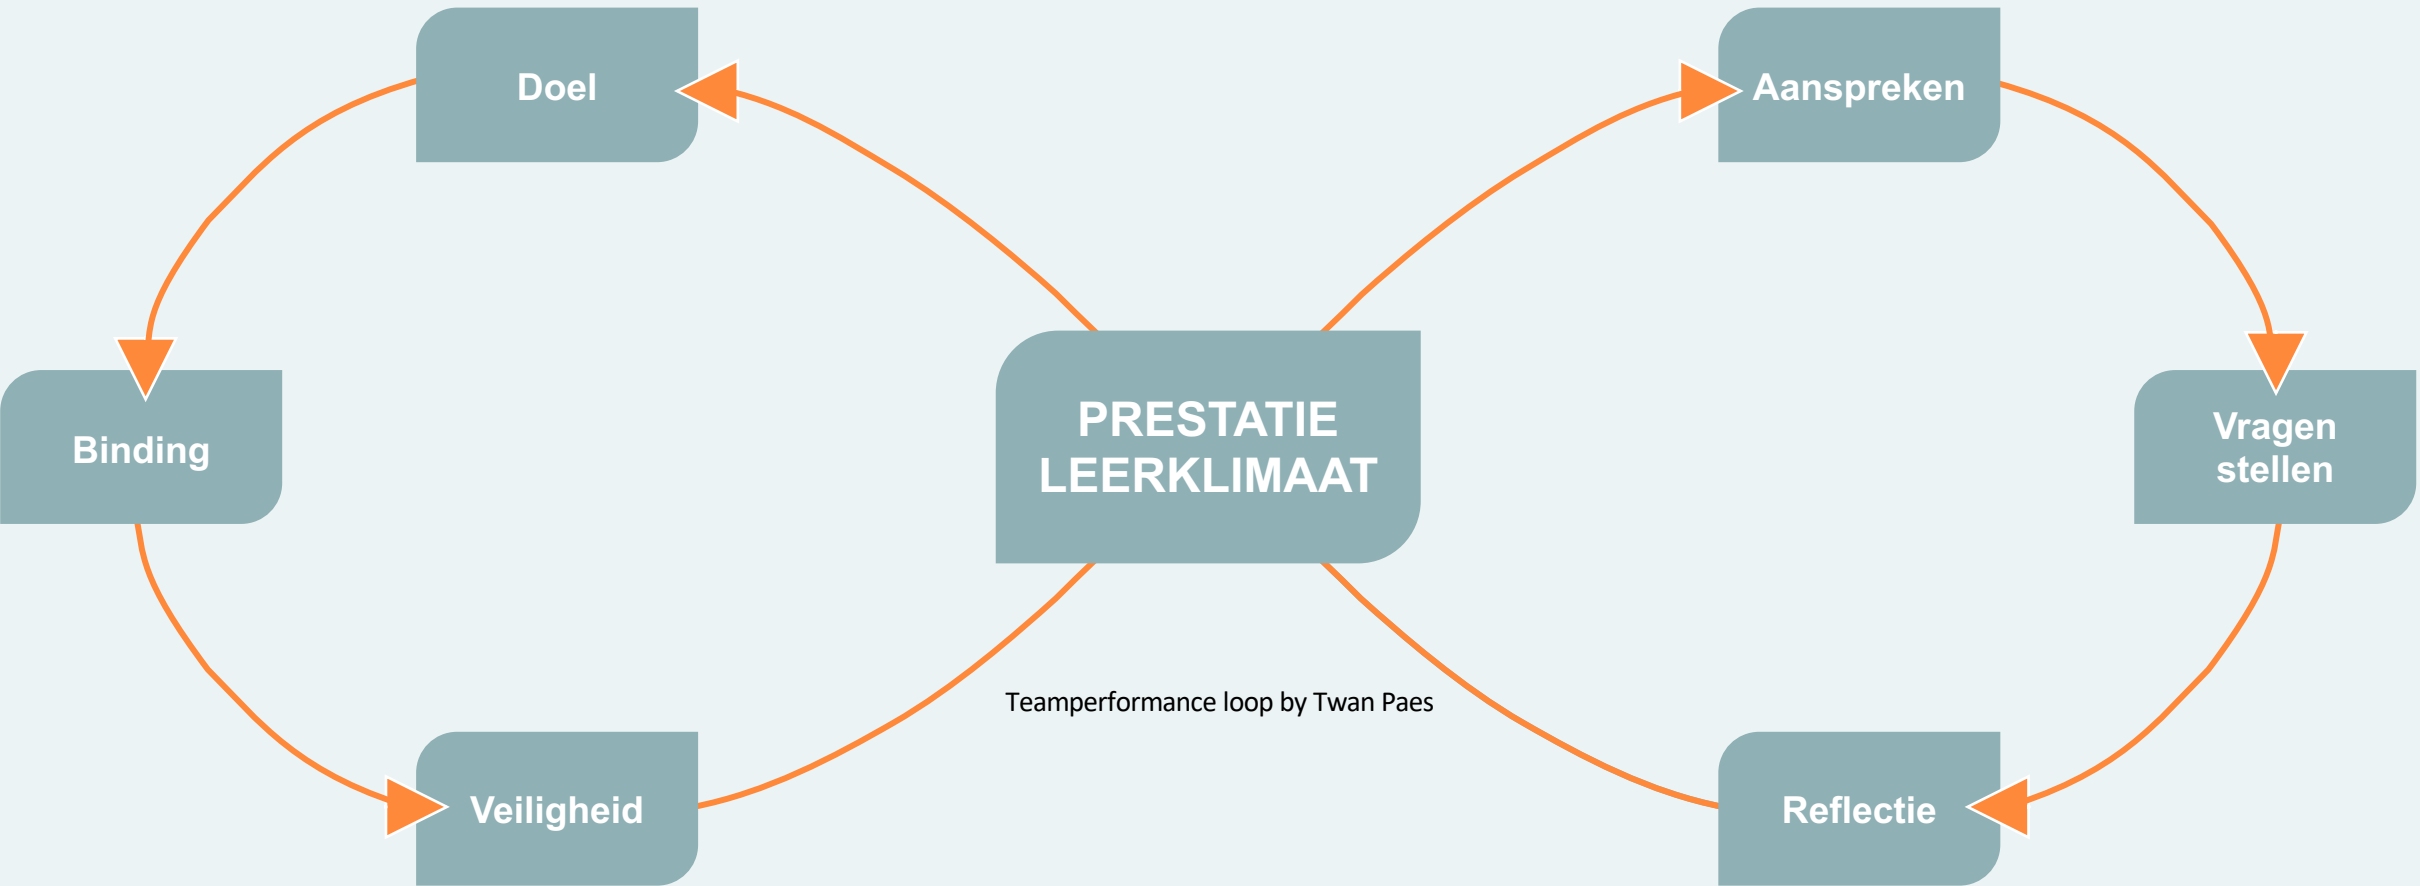 Doel
Aanspreken
Binding
PRESTATIE
LEERKLIMAAT
Vragen
stellen
Teamperformance loop by Twan Paes
Veiligheid
Reflectie